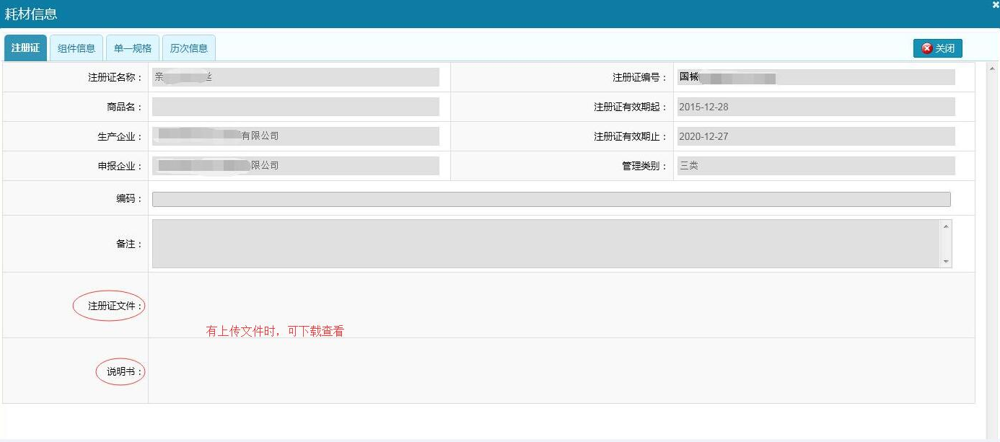 耗材信息
注册证 组件信息 单一规格 历次信息 关闭
注册证名称： 亲 丝 注册证编号： 国械
商品名： 注册证有效期起： 2015-12-28
生产企业： 有限公司 注册证有效期止： 2020-12-27
申报企业： 限公司 管理类别： 三类
编码：
备注：
注册证文件：
有上传文件时，可下载查看
说明书：